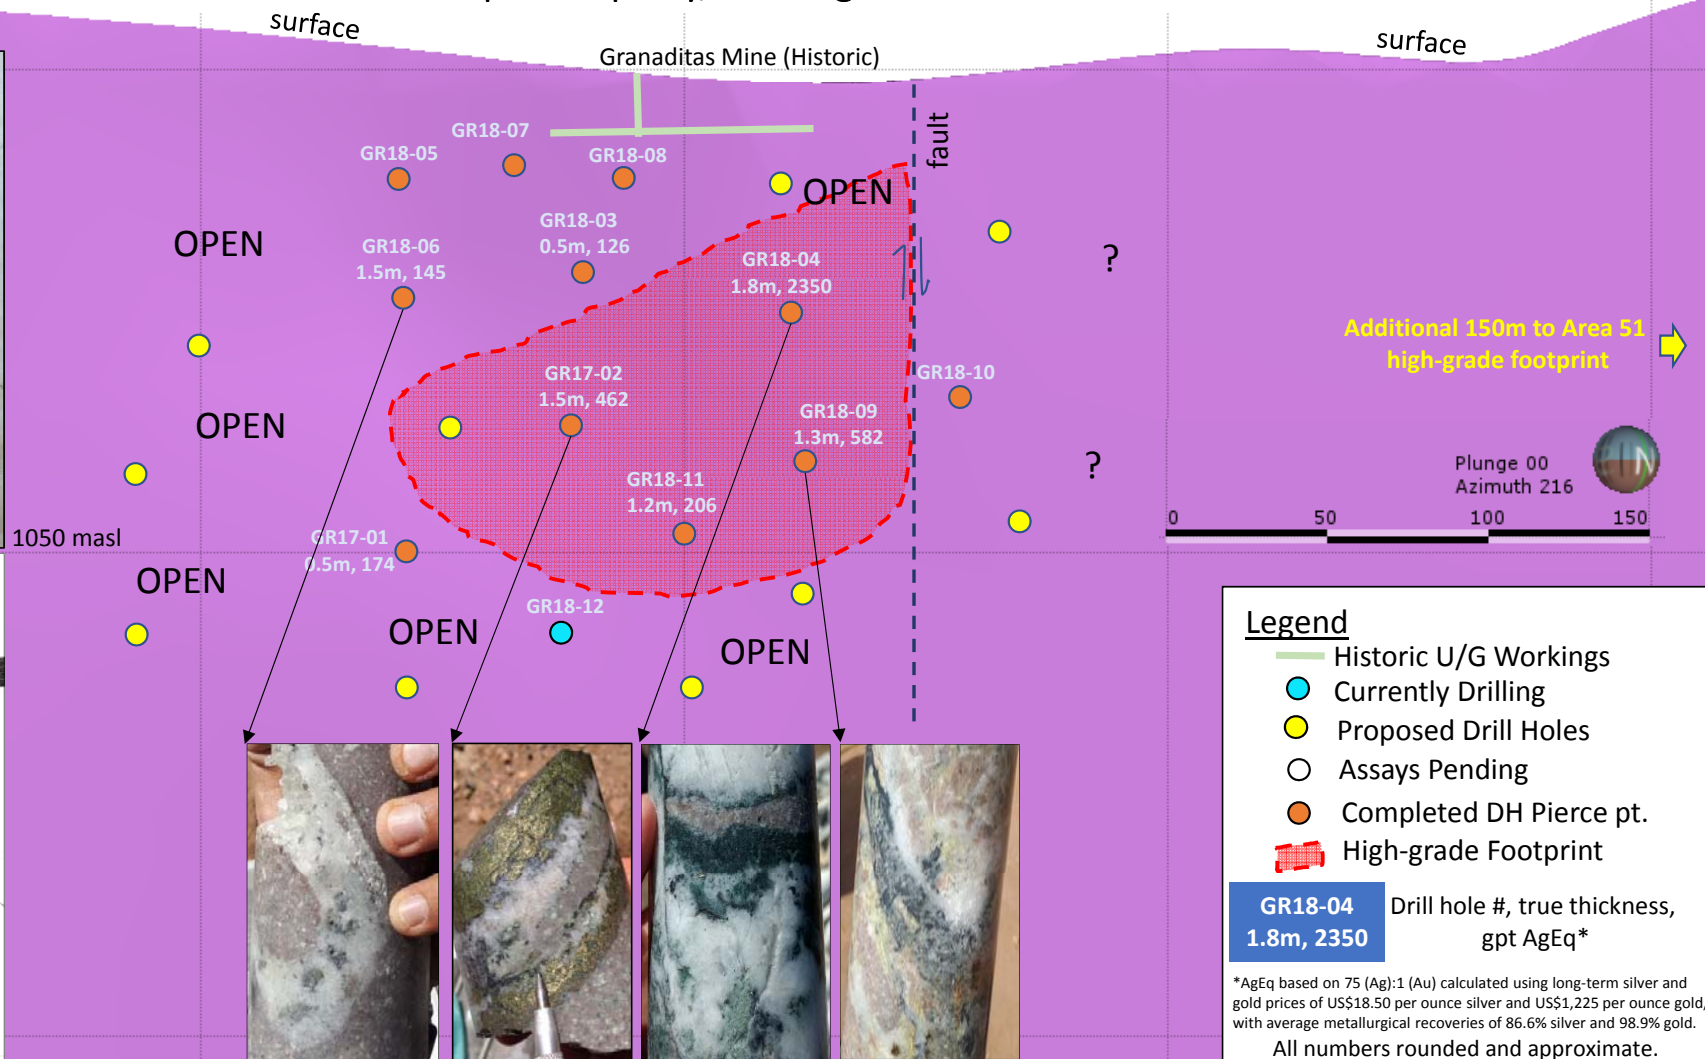 surface
surface
Granaditas Mine (Historic)
fault
GR18-07
GR18-05
GR18-08
OPEN
GR18-03
0.5m, 126
OPEN
GR18-06
1.5m, 145
GR18-04
1.8m, 2350
?
Additional 150m to Area 51
high-grade footprint
GR17-02
1.5m, 462
GR18-10
OPEN
GR18-09
1.3m, 582
?
Plunge 00
Azimuth 216
GR18-11
1.2m, 206
0 50 100 150
1050 masl
GR17-01
0.5m, 174
OPEN
GR18-12
OPEN
OPEN
Legend
Historic U/G Workings
Currently Drilling
Proposed Drill Holes
Assays Pending
Completed DH Pierce pt.
High-grade Footprint
GR18-04
1.8m, 2350
Drill hole #, true thickness,
gpt AgEq*
*AgEq based on 75 (Ag):1 (Au) calculated using long-term silver and
gold prices of US$18.50 per ounce silver and US$1,225 per ounce gold,
with average metallurgical recoveries of 86.6% silver and 98.9% gold.
All numbers rounded and approximate.